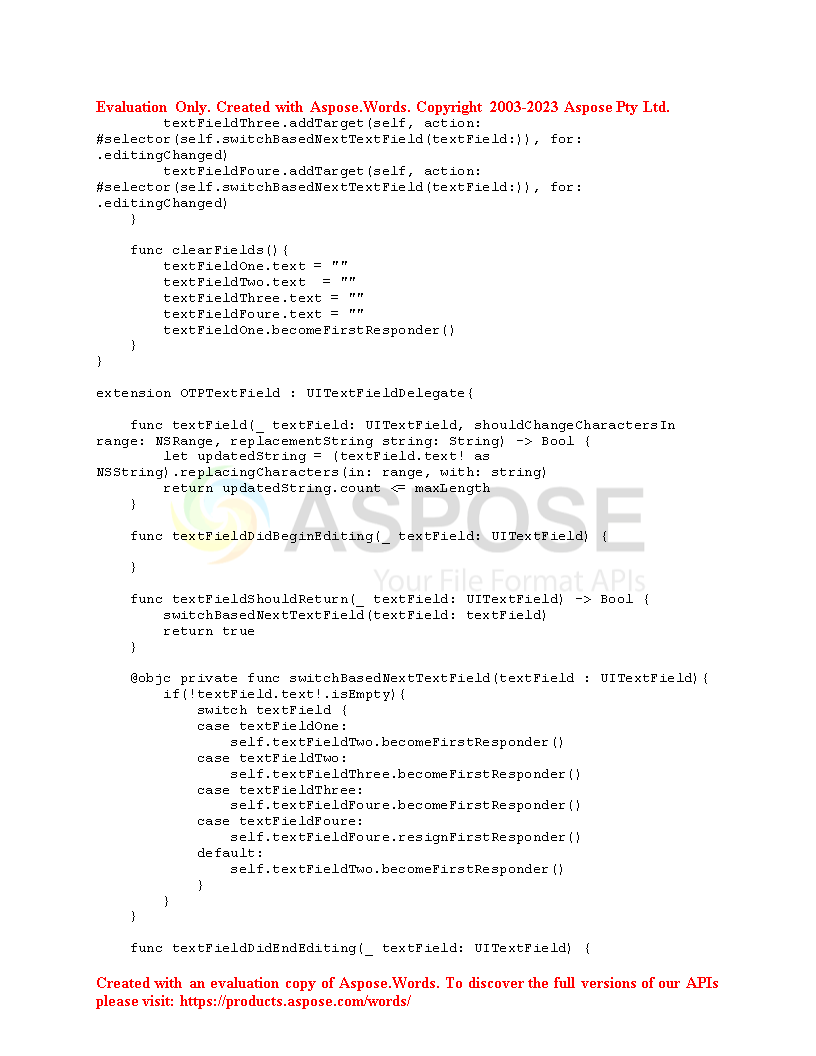 Evaluation Only. Created with Aspose.Words. Copyright 2003-2023 Aspose Pty Ltd.
        textFieldThree.addTarget(self, action:
#selector(self.switchBasedNextTextField(textField:)), for:
.editingChanged)
        textFieldFoure.addTarget(self, action:
#selector(self.switchBasedNextTextField(textField:)), for:
.editingChanged)
    }

    func clearFields(){
        textFieldOne.text = ""
        textFieldTwo.text  = ""
        textFieldThree.text = ""
        textFieldFoure.text = ""
        textFieldOne.becomeFirstResponder()
    }
}

extension OTPTextField : UITextFieldDelegate{

    func textField(_ textField: UITextField, shouldChangeCharactersIn
range: NSRange, replacementString string: String) -> Bool {
        let updatedString = (textField.text! as
NSString).replacingCharacters(in: range, with: string)
        return updatedString.count <= maxLength
    }
ASPOSE
    func textFieldDidBeginEditing(_ textField: UITextField) {

    }
Your File Format APIs
    func textFieldShouldReturn(_ textField: UITextField) -> Bool {
        switchBasedNextTextField(textField: textField)
        return true
    }

    @objc private func switchBasedNextTextField(textField : UITextField){
        if(!textField.text!.isEmpty){
            switch textField {
            case textFieldOne:
                self.textFieldTwo.becomeFirstResponder()
            case textFieldTwo:
                self.textFieldThree.becomeFirstResponder()
            case textFieldThree:
                self.textFieldFoure.becomeFirstResponder()
            case textFieldFoure:
                self.textFieldFoure.resignFirstResponder()
            default:
                self.textFieldTwo.becomeFirstResponder()
            }
        }
    }

    func textFieldDidEndEditing(_ textField: UITextField) {

Created with an evaluation copy of Aspose.Words. To discover the full versions of our APIs
please visit: https://products.aspose.com/words/